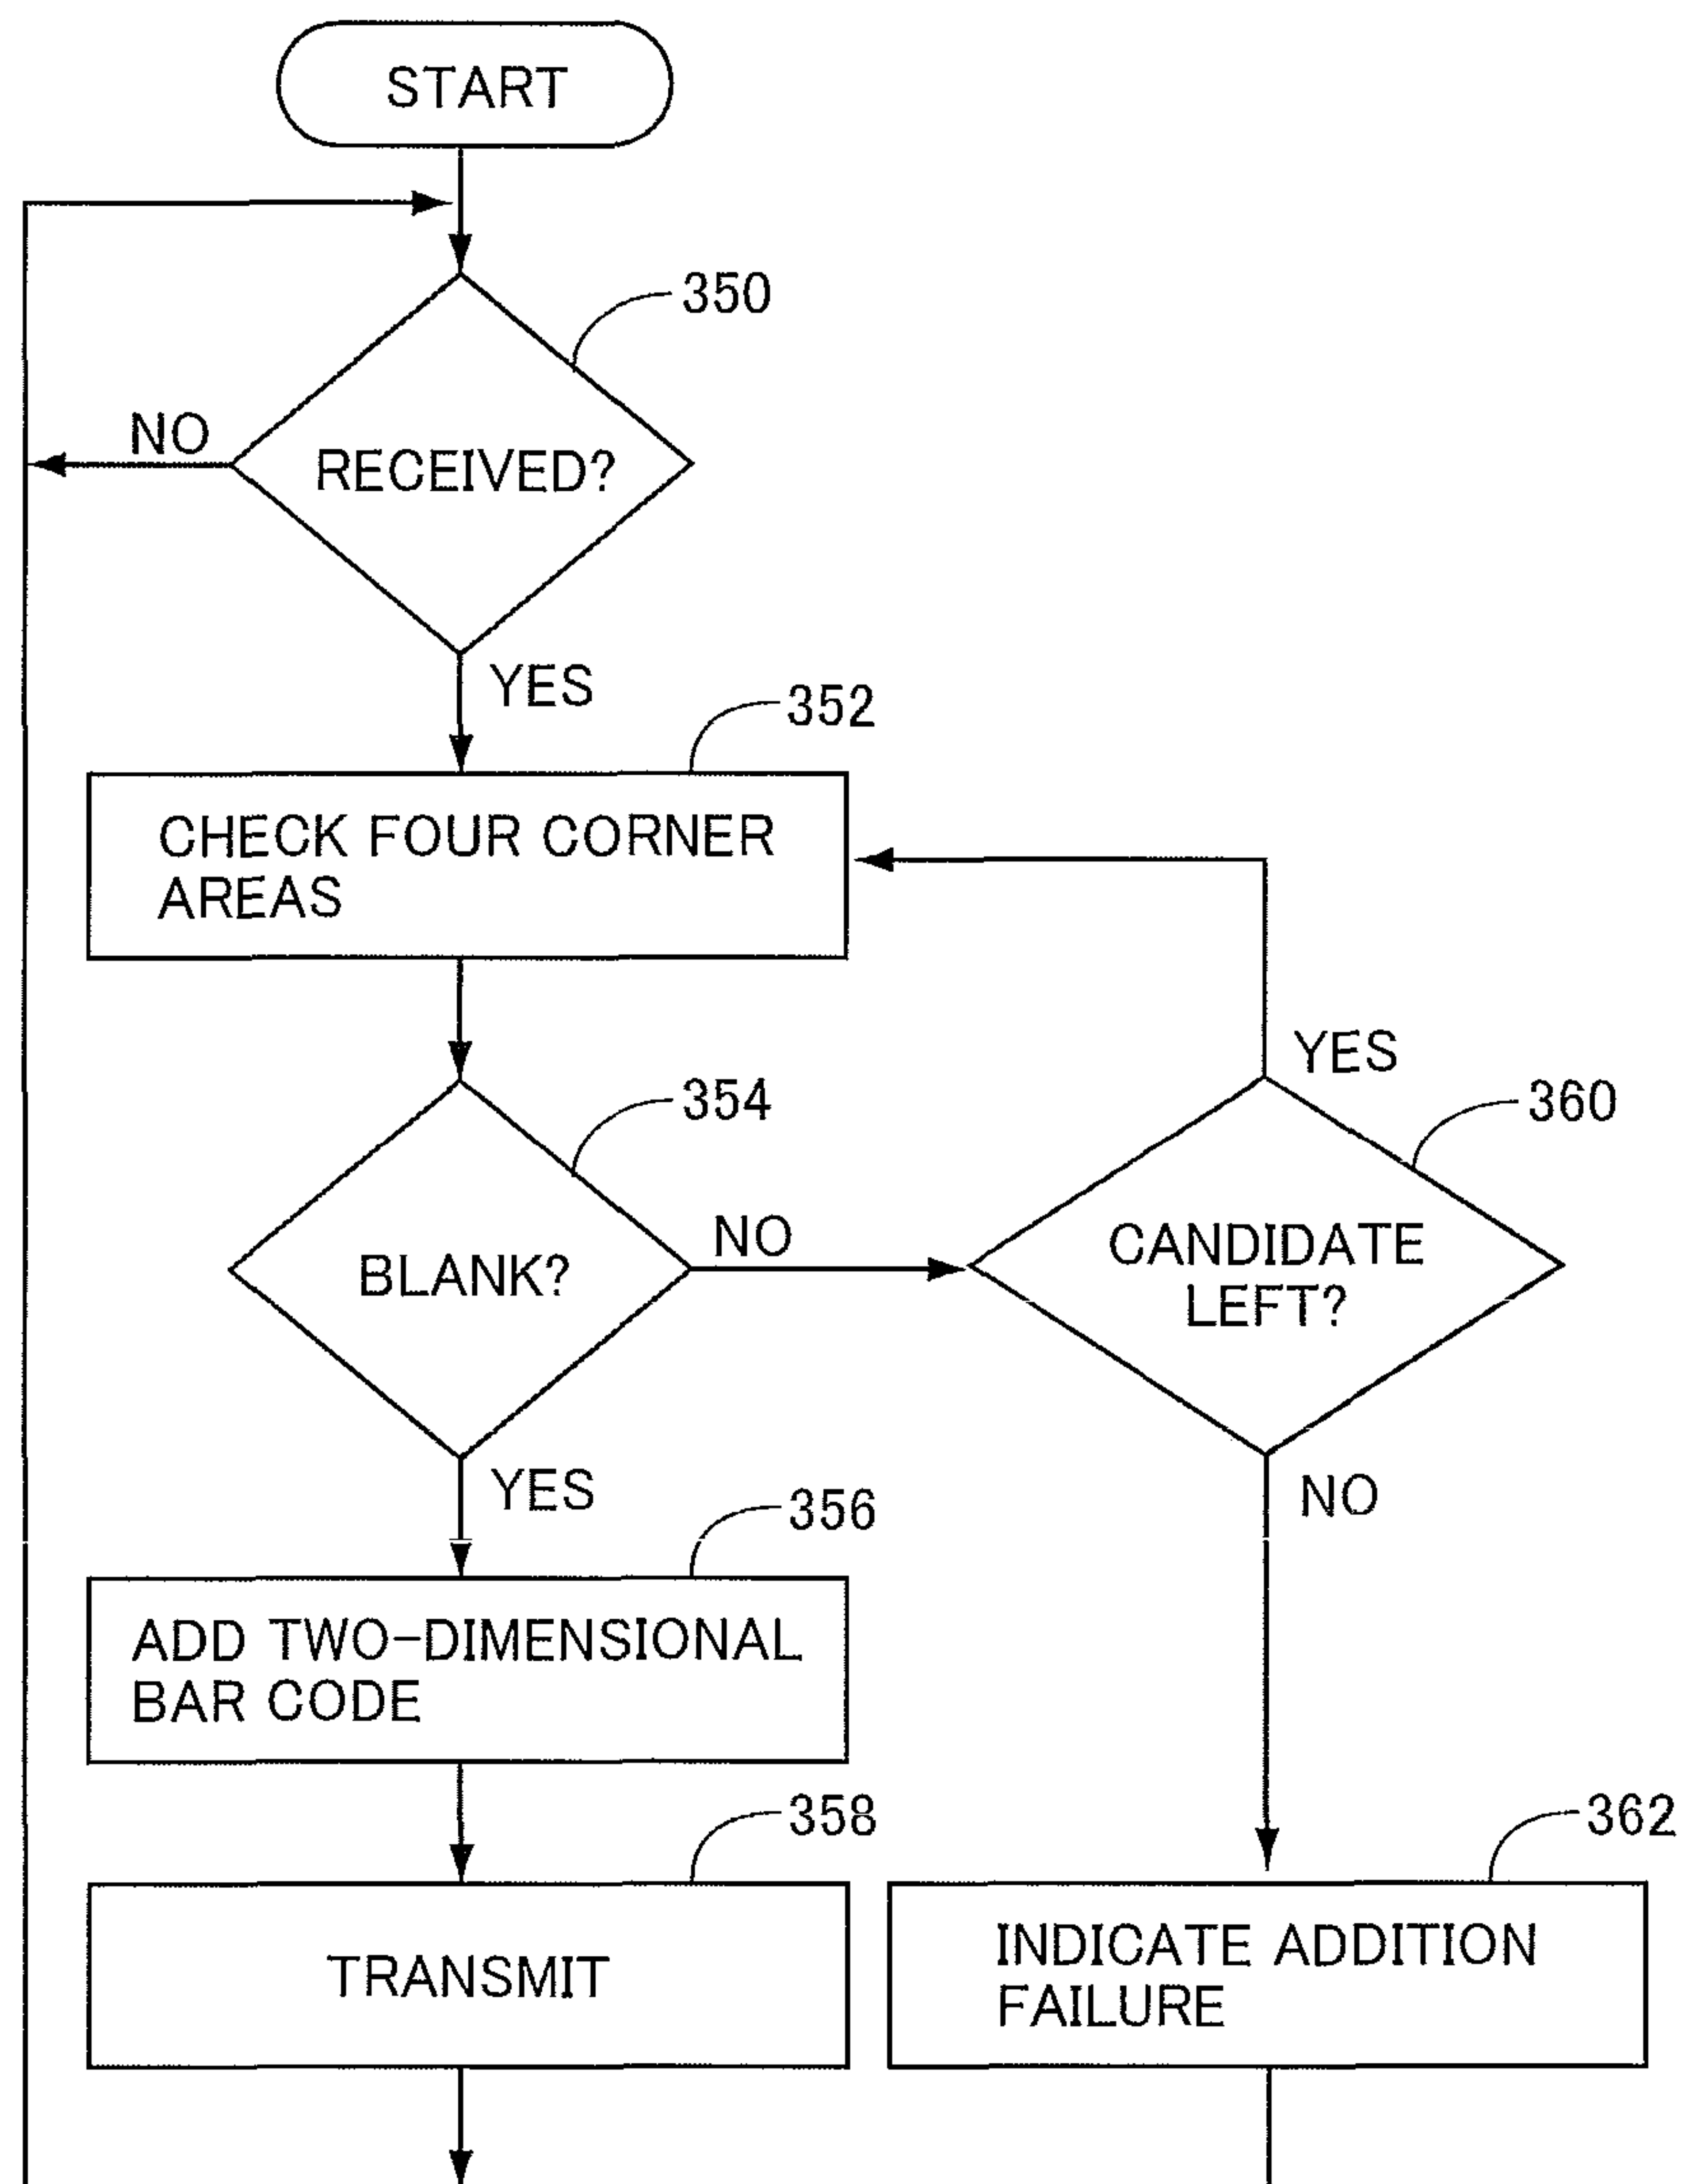 START
350
NO
RECEIVED?
YES
352
CHECK FOUR CORNER
AREAS
YES
354
360
NO
BLANK?
CANDIDATE
LEFT?
YES
NO
356
ADD TWO-DIMENSIONAL
BAR CODE
358
362
TRANSMIT
INDICATE ADDITION
FAILURE